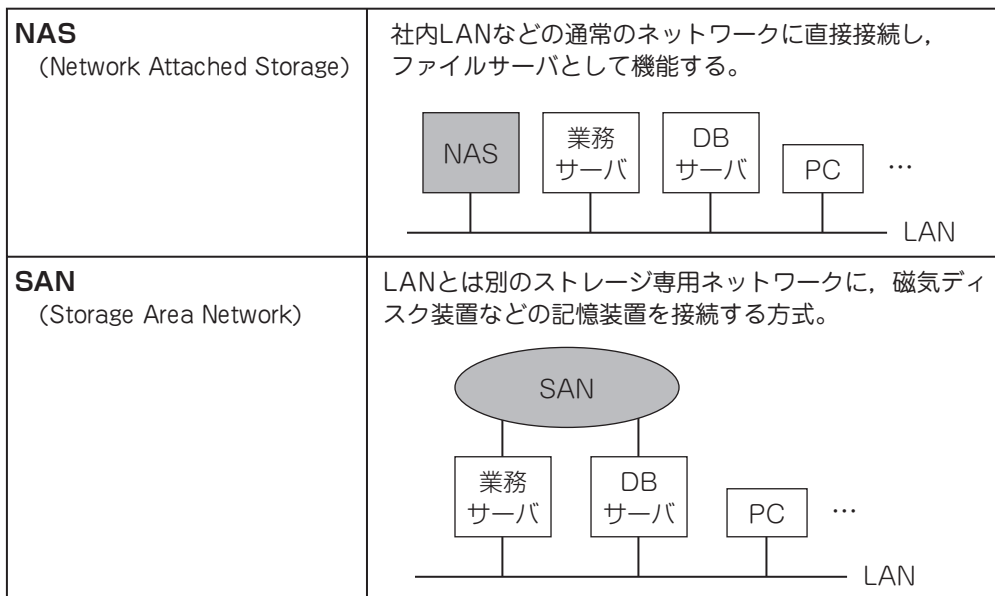 NAS
(Network Attached Storage)
社内LANなどの通常のネットワークに直接接続し，
ファイルサーバとして機能する。
NAS
業務
サーバ
DB
サーバ
PC
…
LAN
SAN
(Storage Area Network)
LANとは別のストレージ専用ネットワークに，磁気ディ
スク装置などの記憶装置を接続する方式。
SAN
業務
サーバ
DB
サーバ
PC
…
LAN